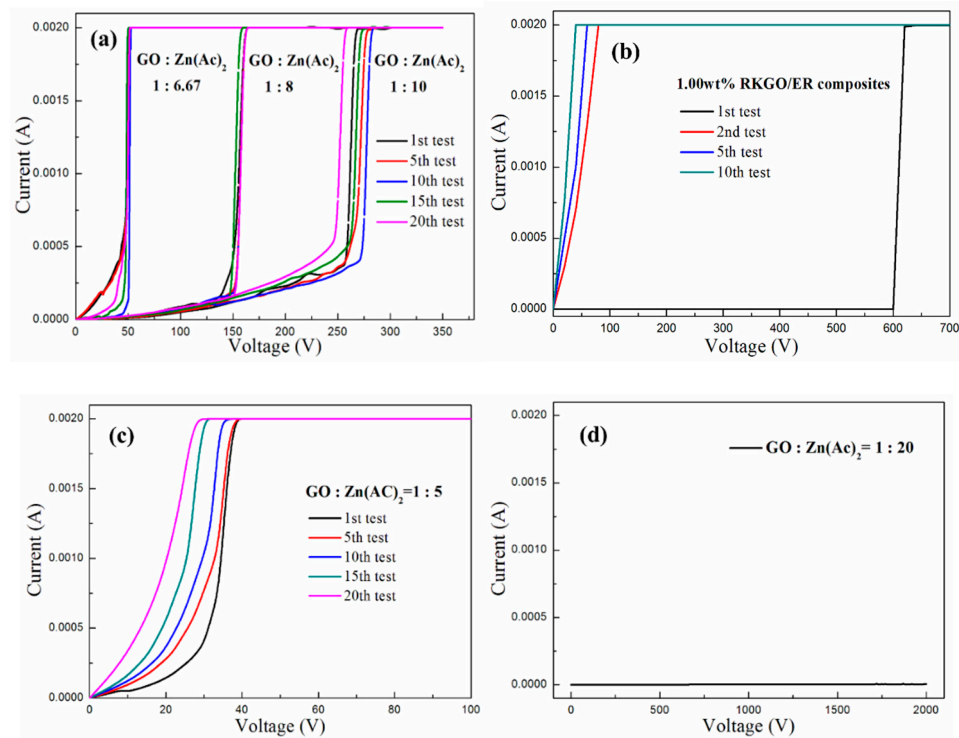 (a)
GO : Zn(Ac)2 GO : Zn(Ac)2 GO : Zn(Ac)2
1 : 6.67 1 : 8 1 : 10
1st test
5th test
10th test
15th test
20th test
Current (A)
0.0020
0.0015
0.0010
0.0005
0.0000
0 50 100 150 200 250 300 350
Voltage (V)
(b)
1.00wt% RKGO/ER composites
1st test
2nd test
5th test
10th test
Current (A)
0.0020
0.0015
0.0010
0.0005
0.0000
0 100 200 300 400 500 600 700
Voltage (V)
(c)
GO : Zn(AC)2=1 : 5
1st test
5th test
10th test
15th test
20th test
Current (A)
0.0020
0.0015
0.0010
0.0005
0.0000
0 20 40 60 80 100
Voltage (V)
(d)
GO : Zn(Ac)2= 1 : 20
Current (A)
0.0020
0.0015
0.0010
0.0005
0.0000
0 500 1000 1500 2000
Voltage (V)